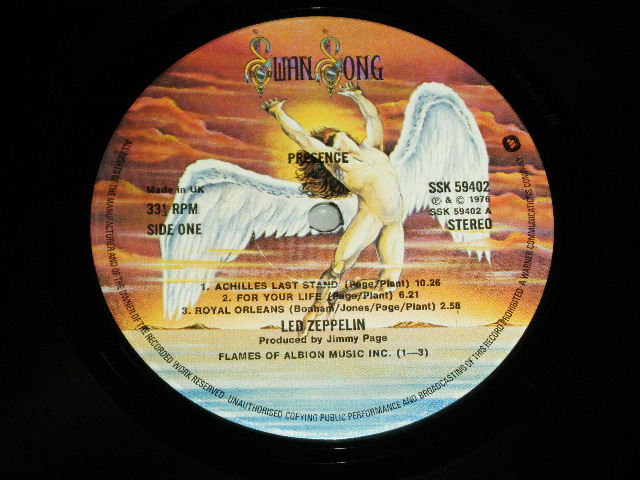 Swan Song
PRESENCE
Made in UK
33⅓ RPM
SIDE ONE
SSK 59402
Ⓟ & © 1976
SSK 59402 A
STEREO
1. ACHILLES LAST STAND (Page/Plant) 10.26
2. FOR YOUR LIFE (Page/Plant) 6.21
3. ROYAL ORLEANS (Bonham/Jones/Page/Plant) 2.58
LED ZEPPELIN
Produced by Jimmy Page
FLAMES OF ALBION MUSIC INC. (1—3)
ALL RIGHTS OF THE MANUFACTURER AND OF THE OWNER OF THE RECORDED WORK RESERVED. UNAUTHORISED COPYING PUBLIC PERFORMANCE AND BROADCASTING OF THIS RECORD PROHIBITED · A WARNER COMMUNICATIONS COMPANY